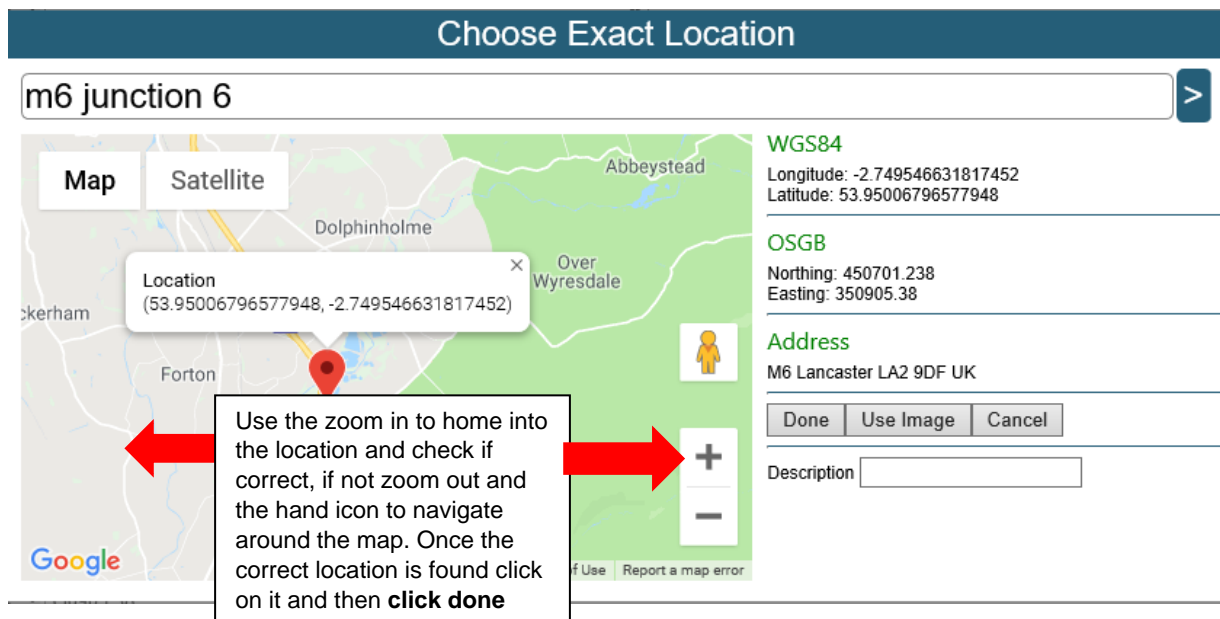 Choose Exact Location
m6 junction 6
>
Map
Satellite
Abbeystead
Dolphinholme
Over
Wyresdale
Location
(53.95006796577948, -2.749546631817452)
ckerham
Forton
Use the zoom in to home into
the location and check if
correct, if not zoom out and
the hand icon to navigate
around the map. Once the
correct location is found click
on it and then click done
Google
f Use
Report a map error
WGS84
Longitude: -2.749546631817452
Latitude: 53.95006796577948
OSGB
Northing: 450701.238
Easting: 350905.38
Address
M6 Lancaster LA2 9DF UK
Done
Use Image
Cancel
Description